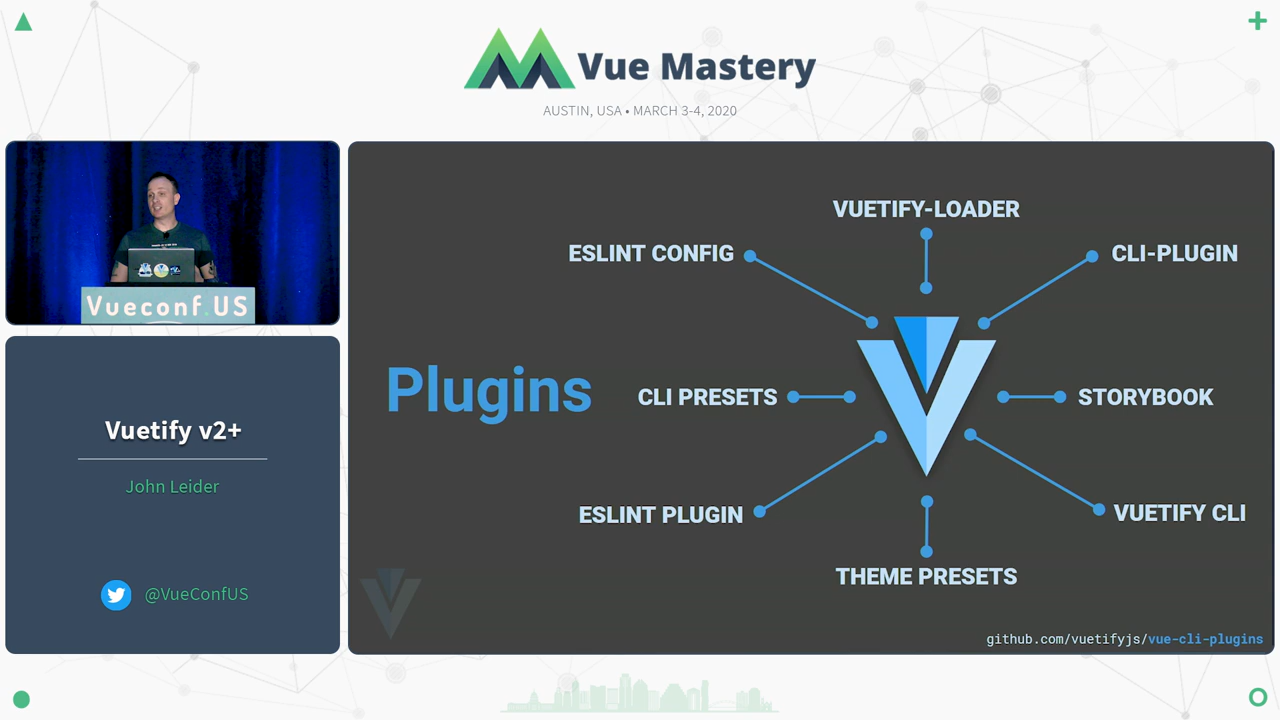 Vue Mastery
AUSTIN, USA • MARCH 3-4, 2020
Vueconf.US
Vuetify v2+
John Leider
@VueConfUS
Plugins
VUETIFY-LOADER
ESLINT CONFIG
CLI-PLUGIN
CLI PRESETS
STORYBOOK
ESLINT PLUGIN
VUETIFY CLI
THEME PRESETS
github.com/vuetifyjs/vue-cli-plugins